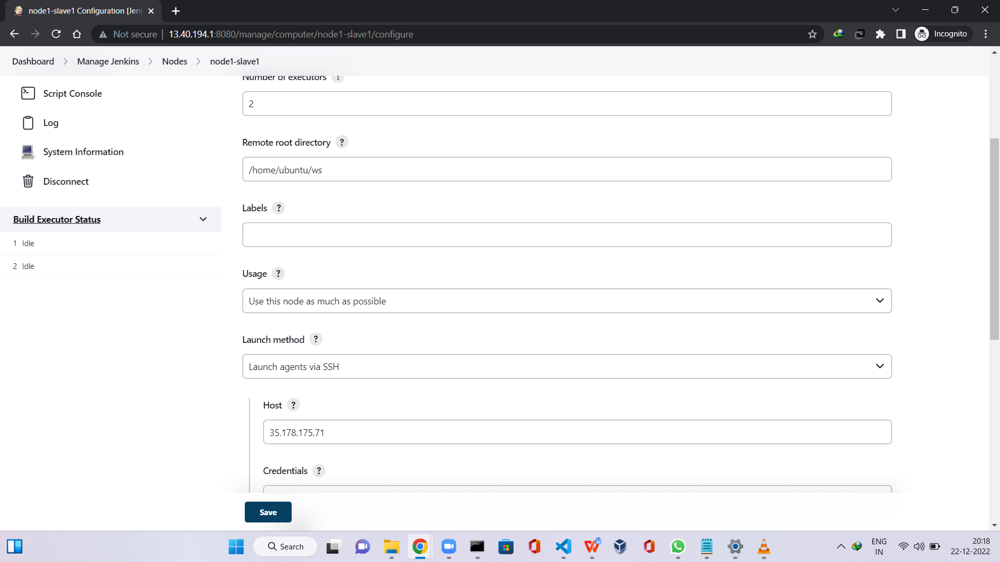 node1-slave1 Configuration [Jen
Not secure
13.40.194.1:8080/manage/computer/node1-slave1/configure
Incognito
Dashboard
Manage Jenkins
Nodes
node1-slave1
Script Console
Log
System Information
Disconnect
Build Executor Status
1 Idle
2 Idle
Number of executors ?
2
Remote root directory ?
/home/ubuntu/ws
Labels ?
Usage ?
Use this node as much as possible
Launch method ?
Launch agents via SSH
Host ?
35.178.175.71
Credentials ?
Save
Search
ENG
IN
20:18
22-12-2022